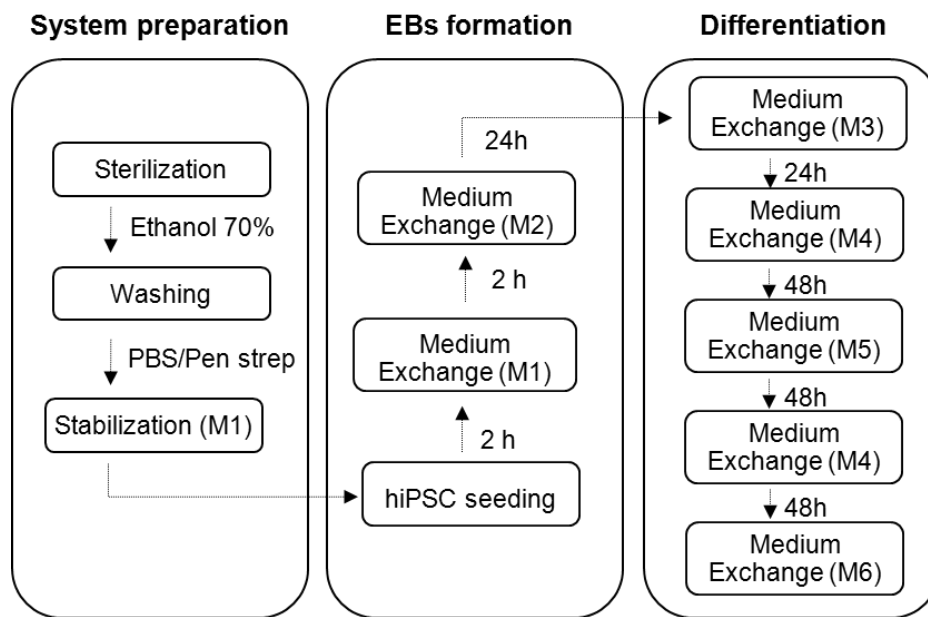 System preparation
Sterilization
Ethanol 70%
Washing
PBS/Pen strep
Stabilization (M1)
EBs formation
24h
Medium
Exchange (M2)
2 h
Medium
Exchange (M1)
2 h
hiPSC seeding
Differentiation
Medium
Exchange (M3)
24h
Medium
Exchange (M4)
48h
Medium
Exchange (M5)
48h
Medium
Exchange (M4)
48h
Medium
Exchange (M6)